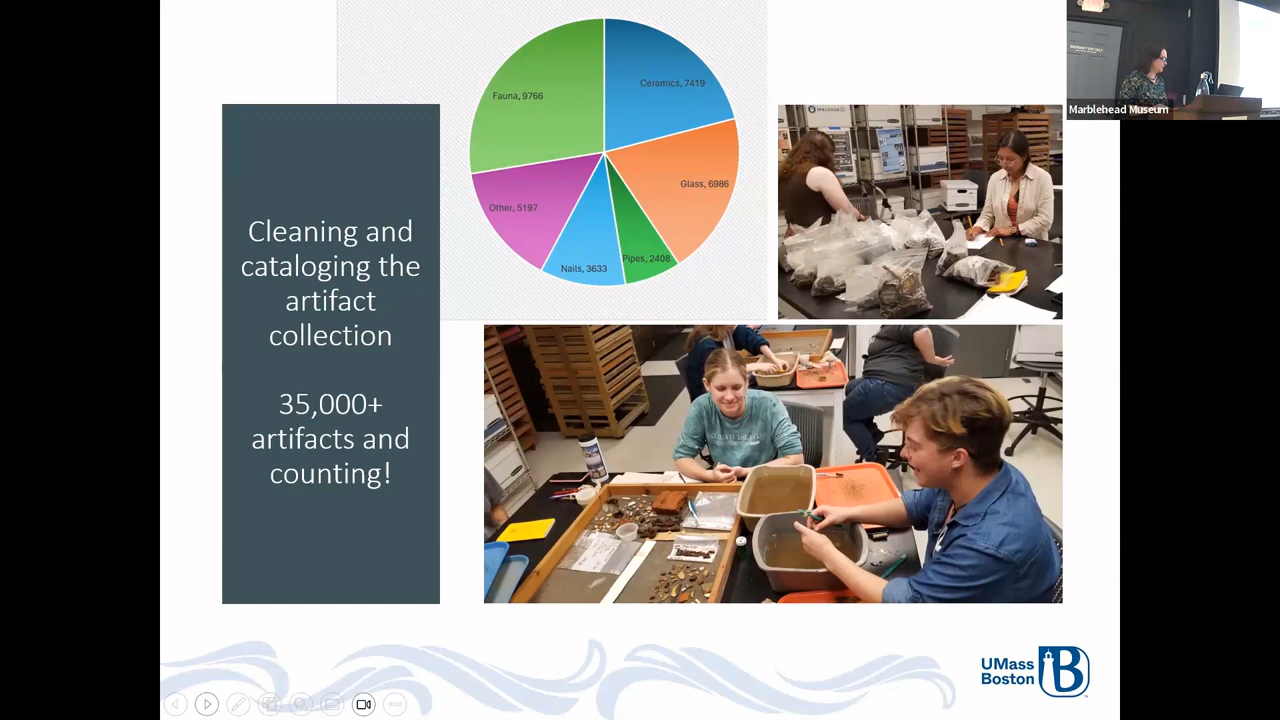 Cleaning and
cataloging the
artifact
collection
35,000+
artifacts and
counting!
Fauna, 9766
Ceramics, 7419
Glass, 6986
Other, 5197
Nails, 3633
Pipes, 2408
Marblehead Museum
UMass
Boston
B